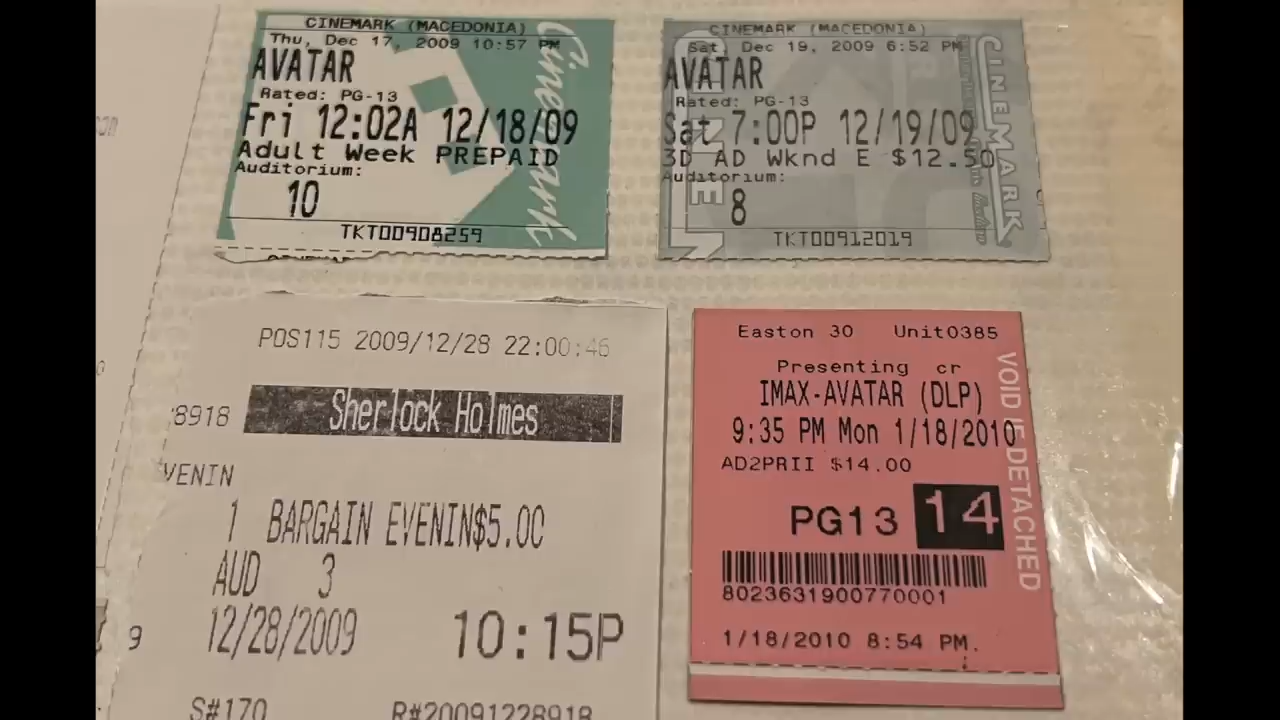 CINEMARK (MACEDONIA)
Thu, Dec 17, 2009 10:57 PM
AVATAR
Rated: PG-13
Fri 12:02A 12/18/09
Adult Week PREPAID
Auditorium:
10
TKT00908259
Cinemark
CINEMARK (MACEDONIA)
Sat, Dec 19, 2009 6:52 PM
AVATAR
Rated: PG-13
Sat 7:00P 12/19/09
3D AD Wknd E $12.50
Auditorium:
8
TKT00912019
CINEMARK
POS115 2009/12/28 22:00:46
8918 Sherlock Holmes
VENIN
1 BARGAIN EVENIN$5.00
AUD 3
9 12/28/2009 10:15P
S#170 R#20091228918
Easton 30 Unit0385
Presenting cr
IMAX-AVATAR (DLP)
9:35 PM Mon 1/18/2010
AD2PRII $14.00
PG13 14
8023631900770001
1/18/2010 8:54 PM.
VOID IF DETACHED